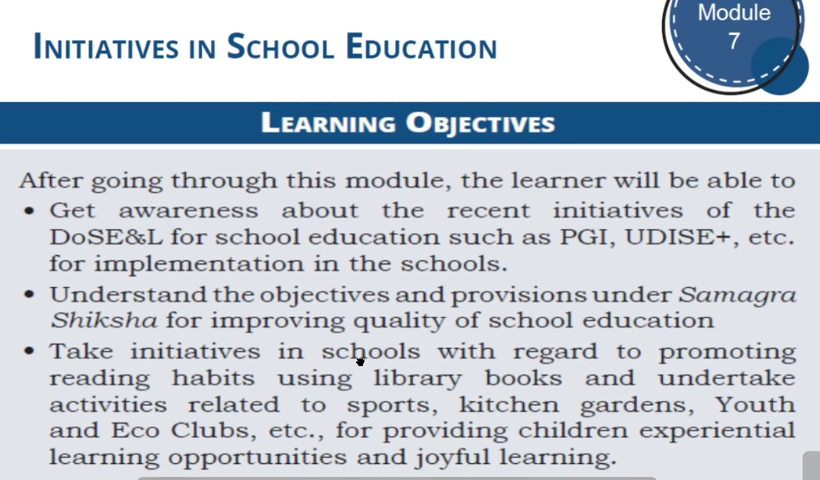 Module
7
Initiatives in School Education
Learning Objectives
After going through this module, the learner will be able to
• Get awareness about the recent initiatives of the
DoSE&L for school education such as PGI, UDISE+, etc.
for implementation in the schools.
• Understand the objectives and provisions under Samagra
Shiksha for improving quality of school education
• Take initiatives in schools with regard to promoting
reading habits using library books and undertake
activities related to sports, kitchen gardens, Youth
and Eco Clubs, etc., for providing children experiential
learning opportunities and joyful learning.